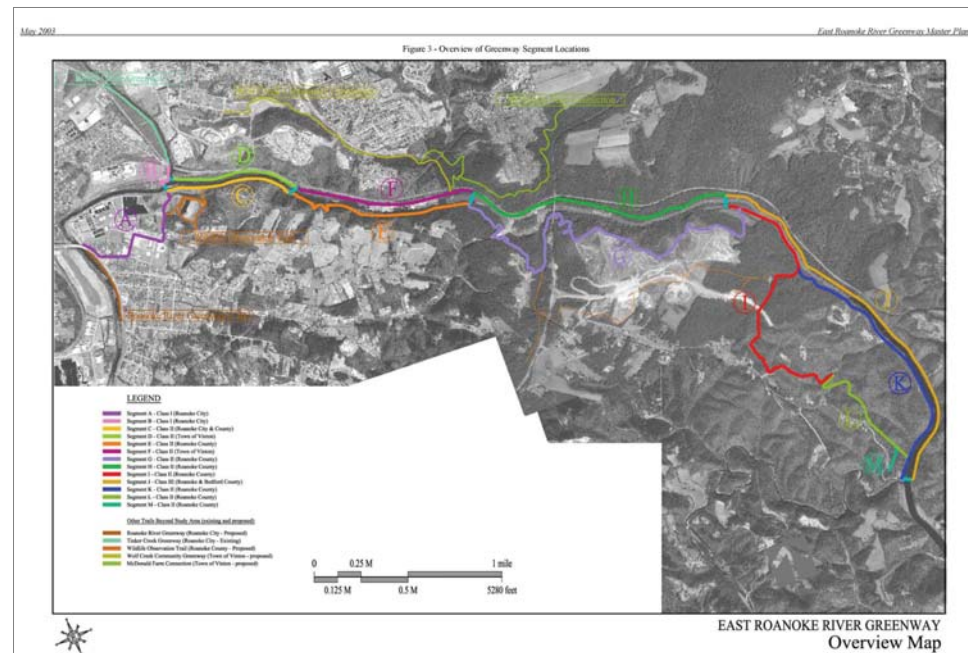 May 2003
East Roanoke River Greenway Master Plan
Figure 3 - Overview of Greenway Segment Locations
B
D
C
A
F
E
H
G
I
J
K
L
M
LEGEND
Segment A - Class I (Roanoke City)
Segment B - Class I (Roanoke City)
Segment C - Class II (Roanoke City & County)
Segment D - Class II (Town of Vinton)
Segment E - Class II (Roanoke County)
Segment F - Class II (Town of Vinton)
Segment G - Class II (Roanoke County)
Segment H - Class II (Roanoke County)
Segment I - Class II (Roanoke County)
Segment J - Class III (Roanoke & Bedford County)
Segment K - Class II (Roanoke County)
Segment L - Class II (Roanoke County)
Segment M - Class II (Roanoke County)
Other Trails Beyond Study Area (existing and proposed)
Roanoke River Greenway (Roanoke City - Proposed)
Tinker Creek Greenway (Roanoke City - Existing)
Wildlife Observation Trail (Roanoke County - Proposed)
Wolf Creek Community Greenway (Town of Vinton - proposed)
McDonald Farm Connection (Town of Vinton - proposed)
0 0.25 M 1 mile
0.125 M 0.5 M 5280 feet
EAST ROANOKE RIVER GREENWAY
Overview Map